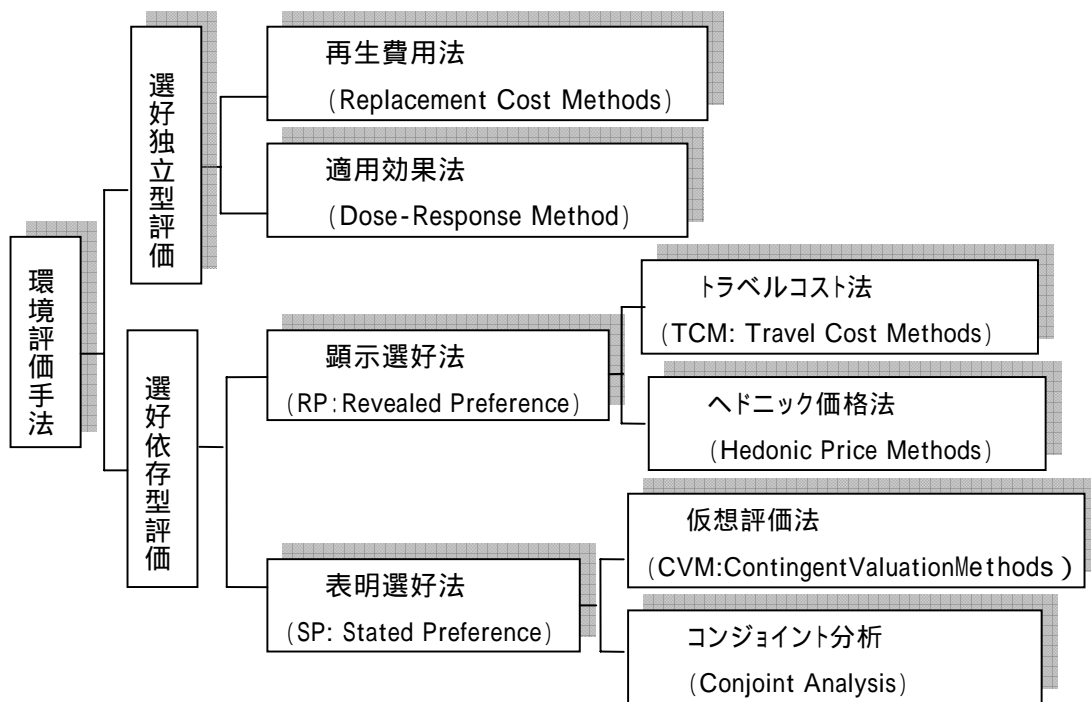 環境評価手法
選好独立型評価
再生費用法
(Replacement Cost Methods)
適用効果法
(Dose-Response Method)
選好依存型評価
顕示選好法
(RP:Revealed Preference)
トラベルコスト法
(TCM: Travel Cost Methods)
ヘドニック価格法
(Hedonic Price Methods)
表明選好法
(SP: Stated Preference)
仮想評価法
(CVM:ContingentValuationMethods)
コンジョイント分析
(Conjoint Analysis)